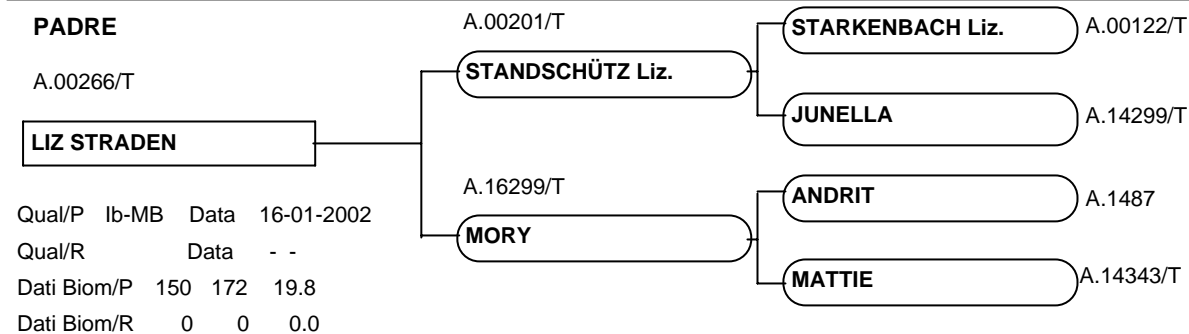 PADRE
A.00266/T
LIZ STRADEN
Qual/P Ib-MB Data 16-01-2002
Qual/R Data - -
Dati Biom/P 150 172 19.8
Dati Biom/R 0 0 0.0
A.00201/T
STANDSCHÜTZ Liz.
A.16299/T
MORY
STARKENBACH Liz. A.00122/T
JUNELLA A.14299/T
ANDRIT A.1487
MATTIE A.14343/T